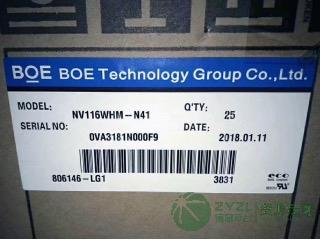 BOE BOE Technology Group Co.,Ltd.
MODEL: NV116WHM-N41 Q'TY: 25
SERIAL NO: 0VA3181N000F9 DATE: 2018.01.11
806146-LG1 3831
eco